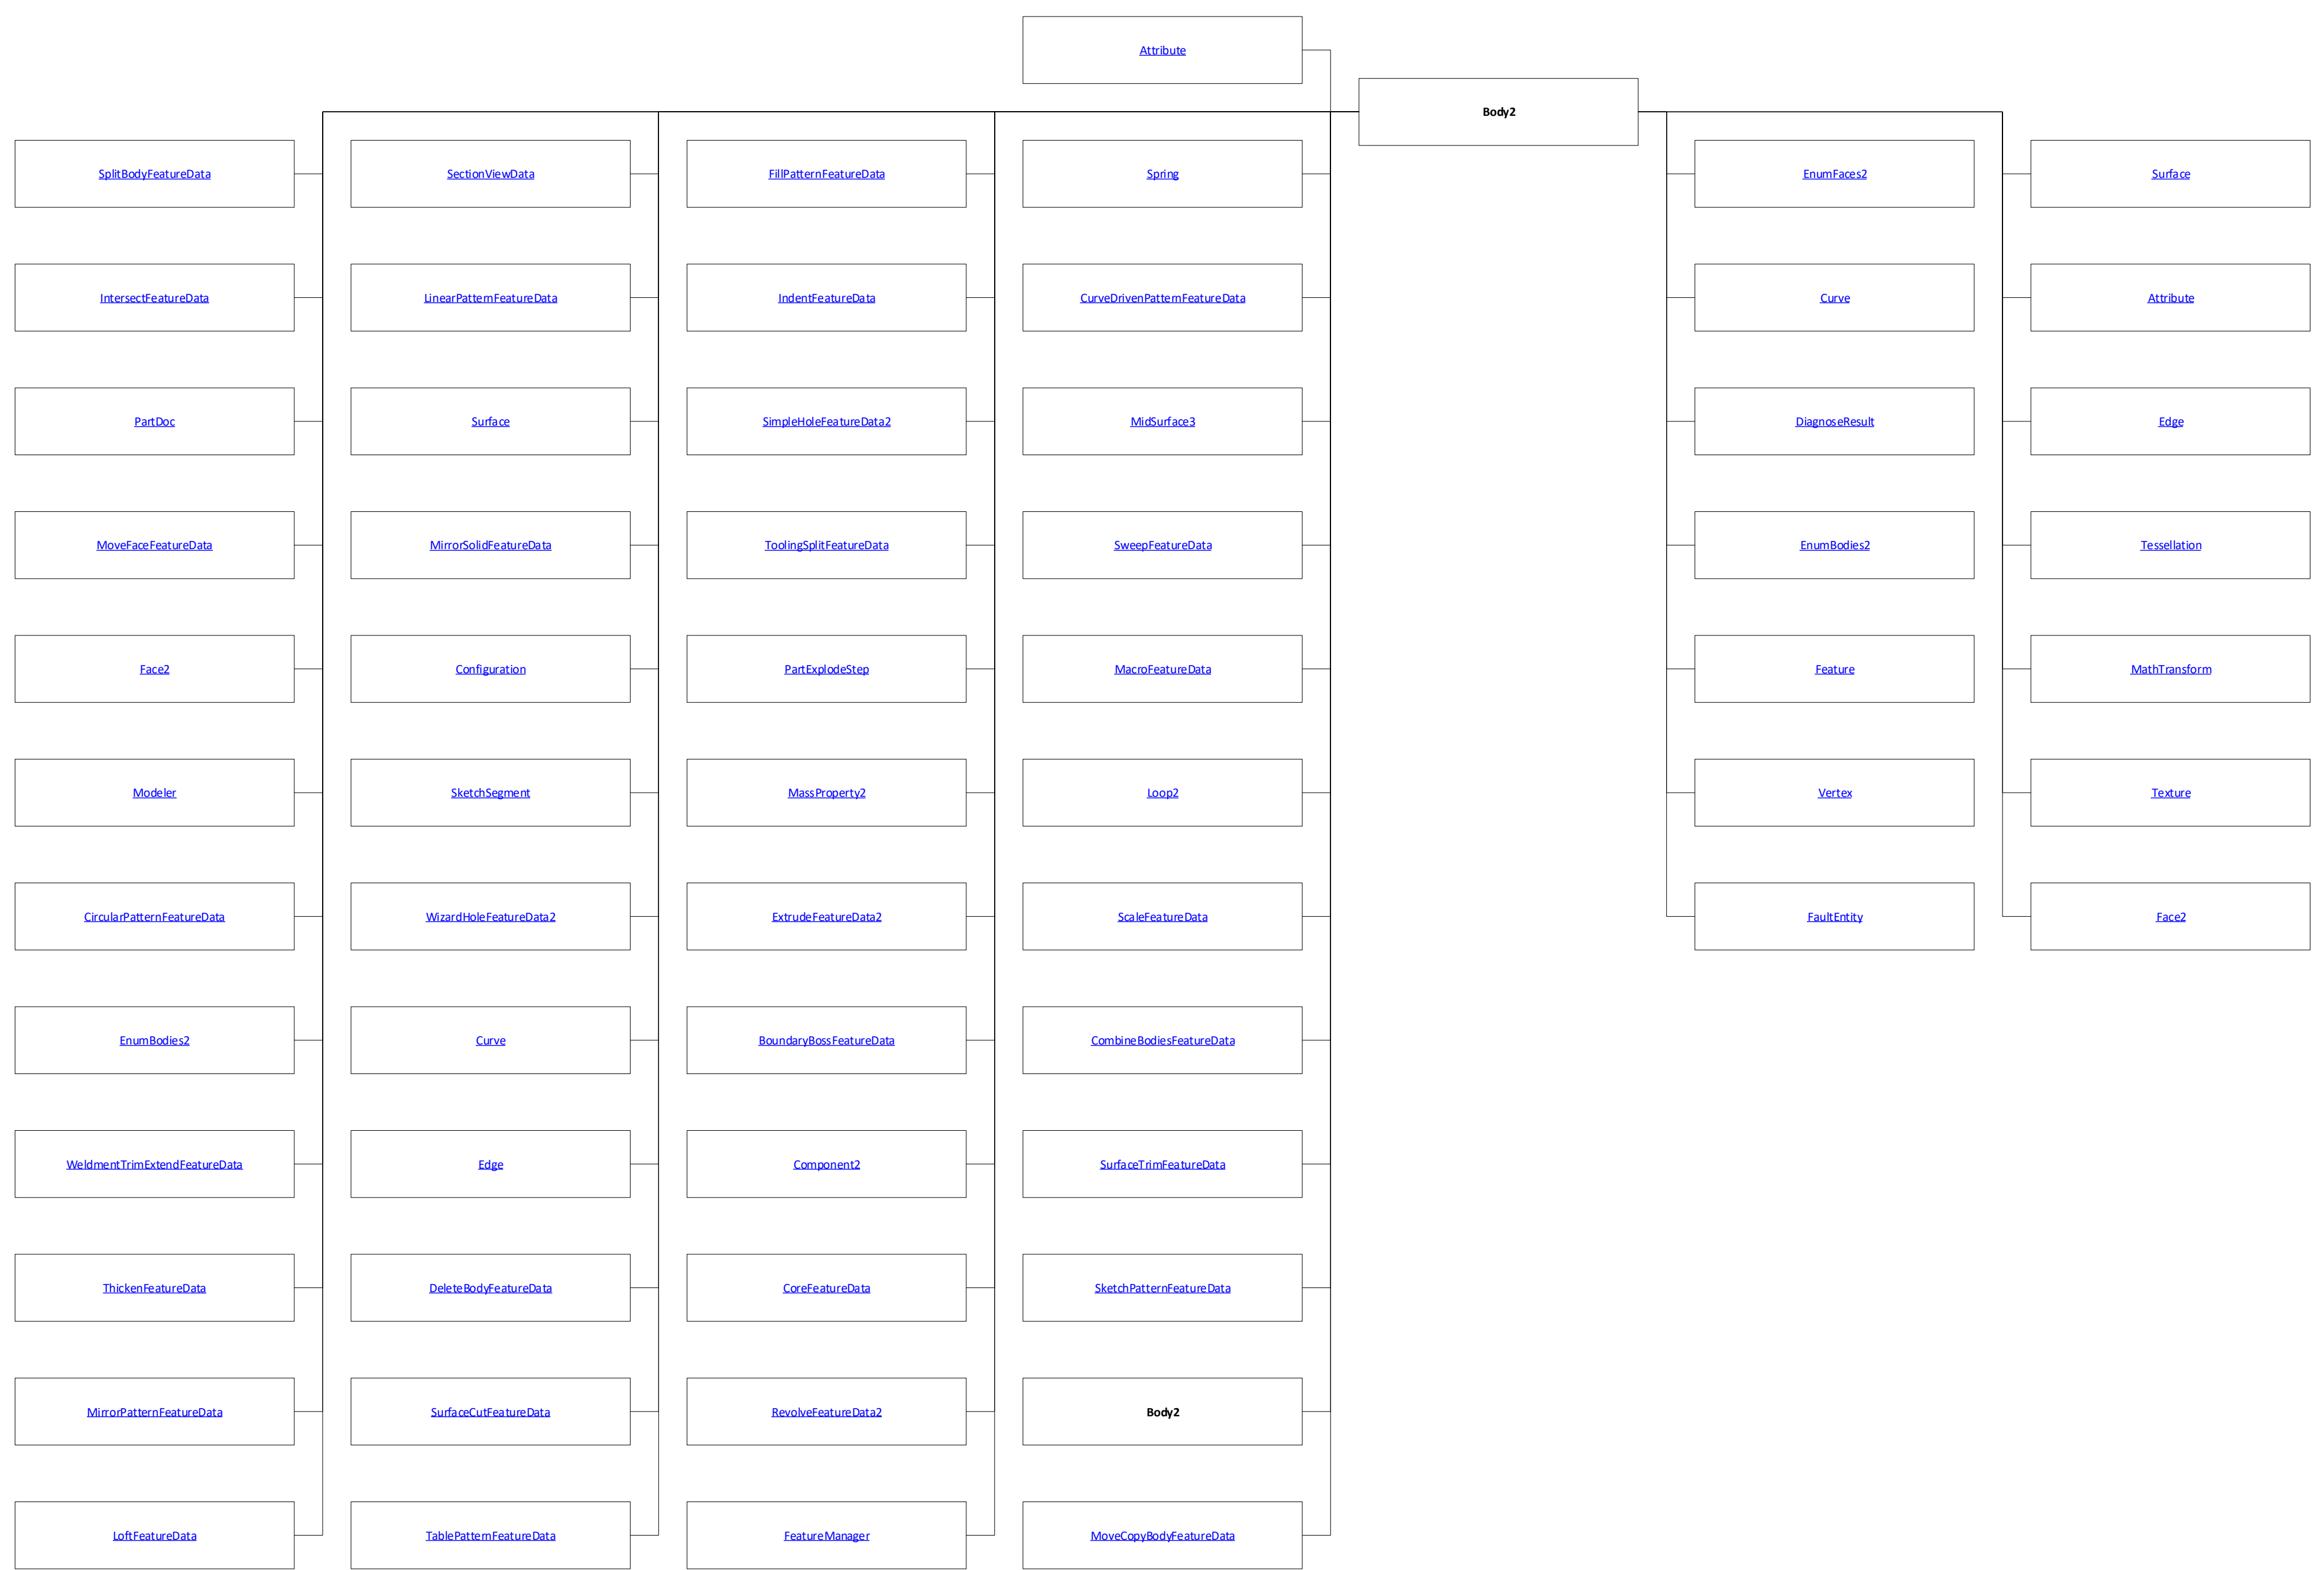 Attribute
Body2
SplitBodyFeatureData
SectionViewData
FillPatternFeatureData
Spring
EnumFaces2
Surface
IntersectFeatureData
LinearPatternFeatureData
IndentFeatureData
CurveDrivenPatternFeatureData
Curve
Attribute
PartDoc
Surface
SimpleHoleFeatureData2
MidSurface3
DiagnoseResult
Edge
MoveFaceFeatureData
MirrorSolidFeatureData
ToolingSplitFeatureData
SweepFeatureData
EnumBodies2
Tessellation
Face2
Configuration
PartExplodeStep
MacroFeatureData
Feature
MathTransform
Modeler
SketchSegment
MassProperty2
Loop2
Vertex
Texture
CircularPatternFeatureData
WizardHoleFeatureData2
ExtrudeFeatureData2
ScaleFeatureData
FaultEntity
Face2
EnumBodies2
Curve
BoundaryBossFeatureData
CombineBodiesFeatureData
WeldmentTrimExtendFeatureData
Edge
Component2
SurfaceTrimFeatureData
ThickenFeatureData
DeleteBodyFeatureData
CoreFeatureData
SketchPatternFeatureData
MirrorPatternFeatureData
SurfaceCutFeatureData
RevolveFeatureData2
Body2
LoftFeatureData
TablePatternFeatureData
FeatureManager
MoveCopyBodyFeatureData